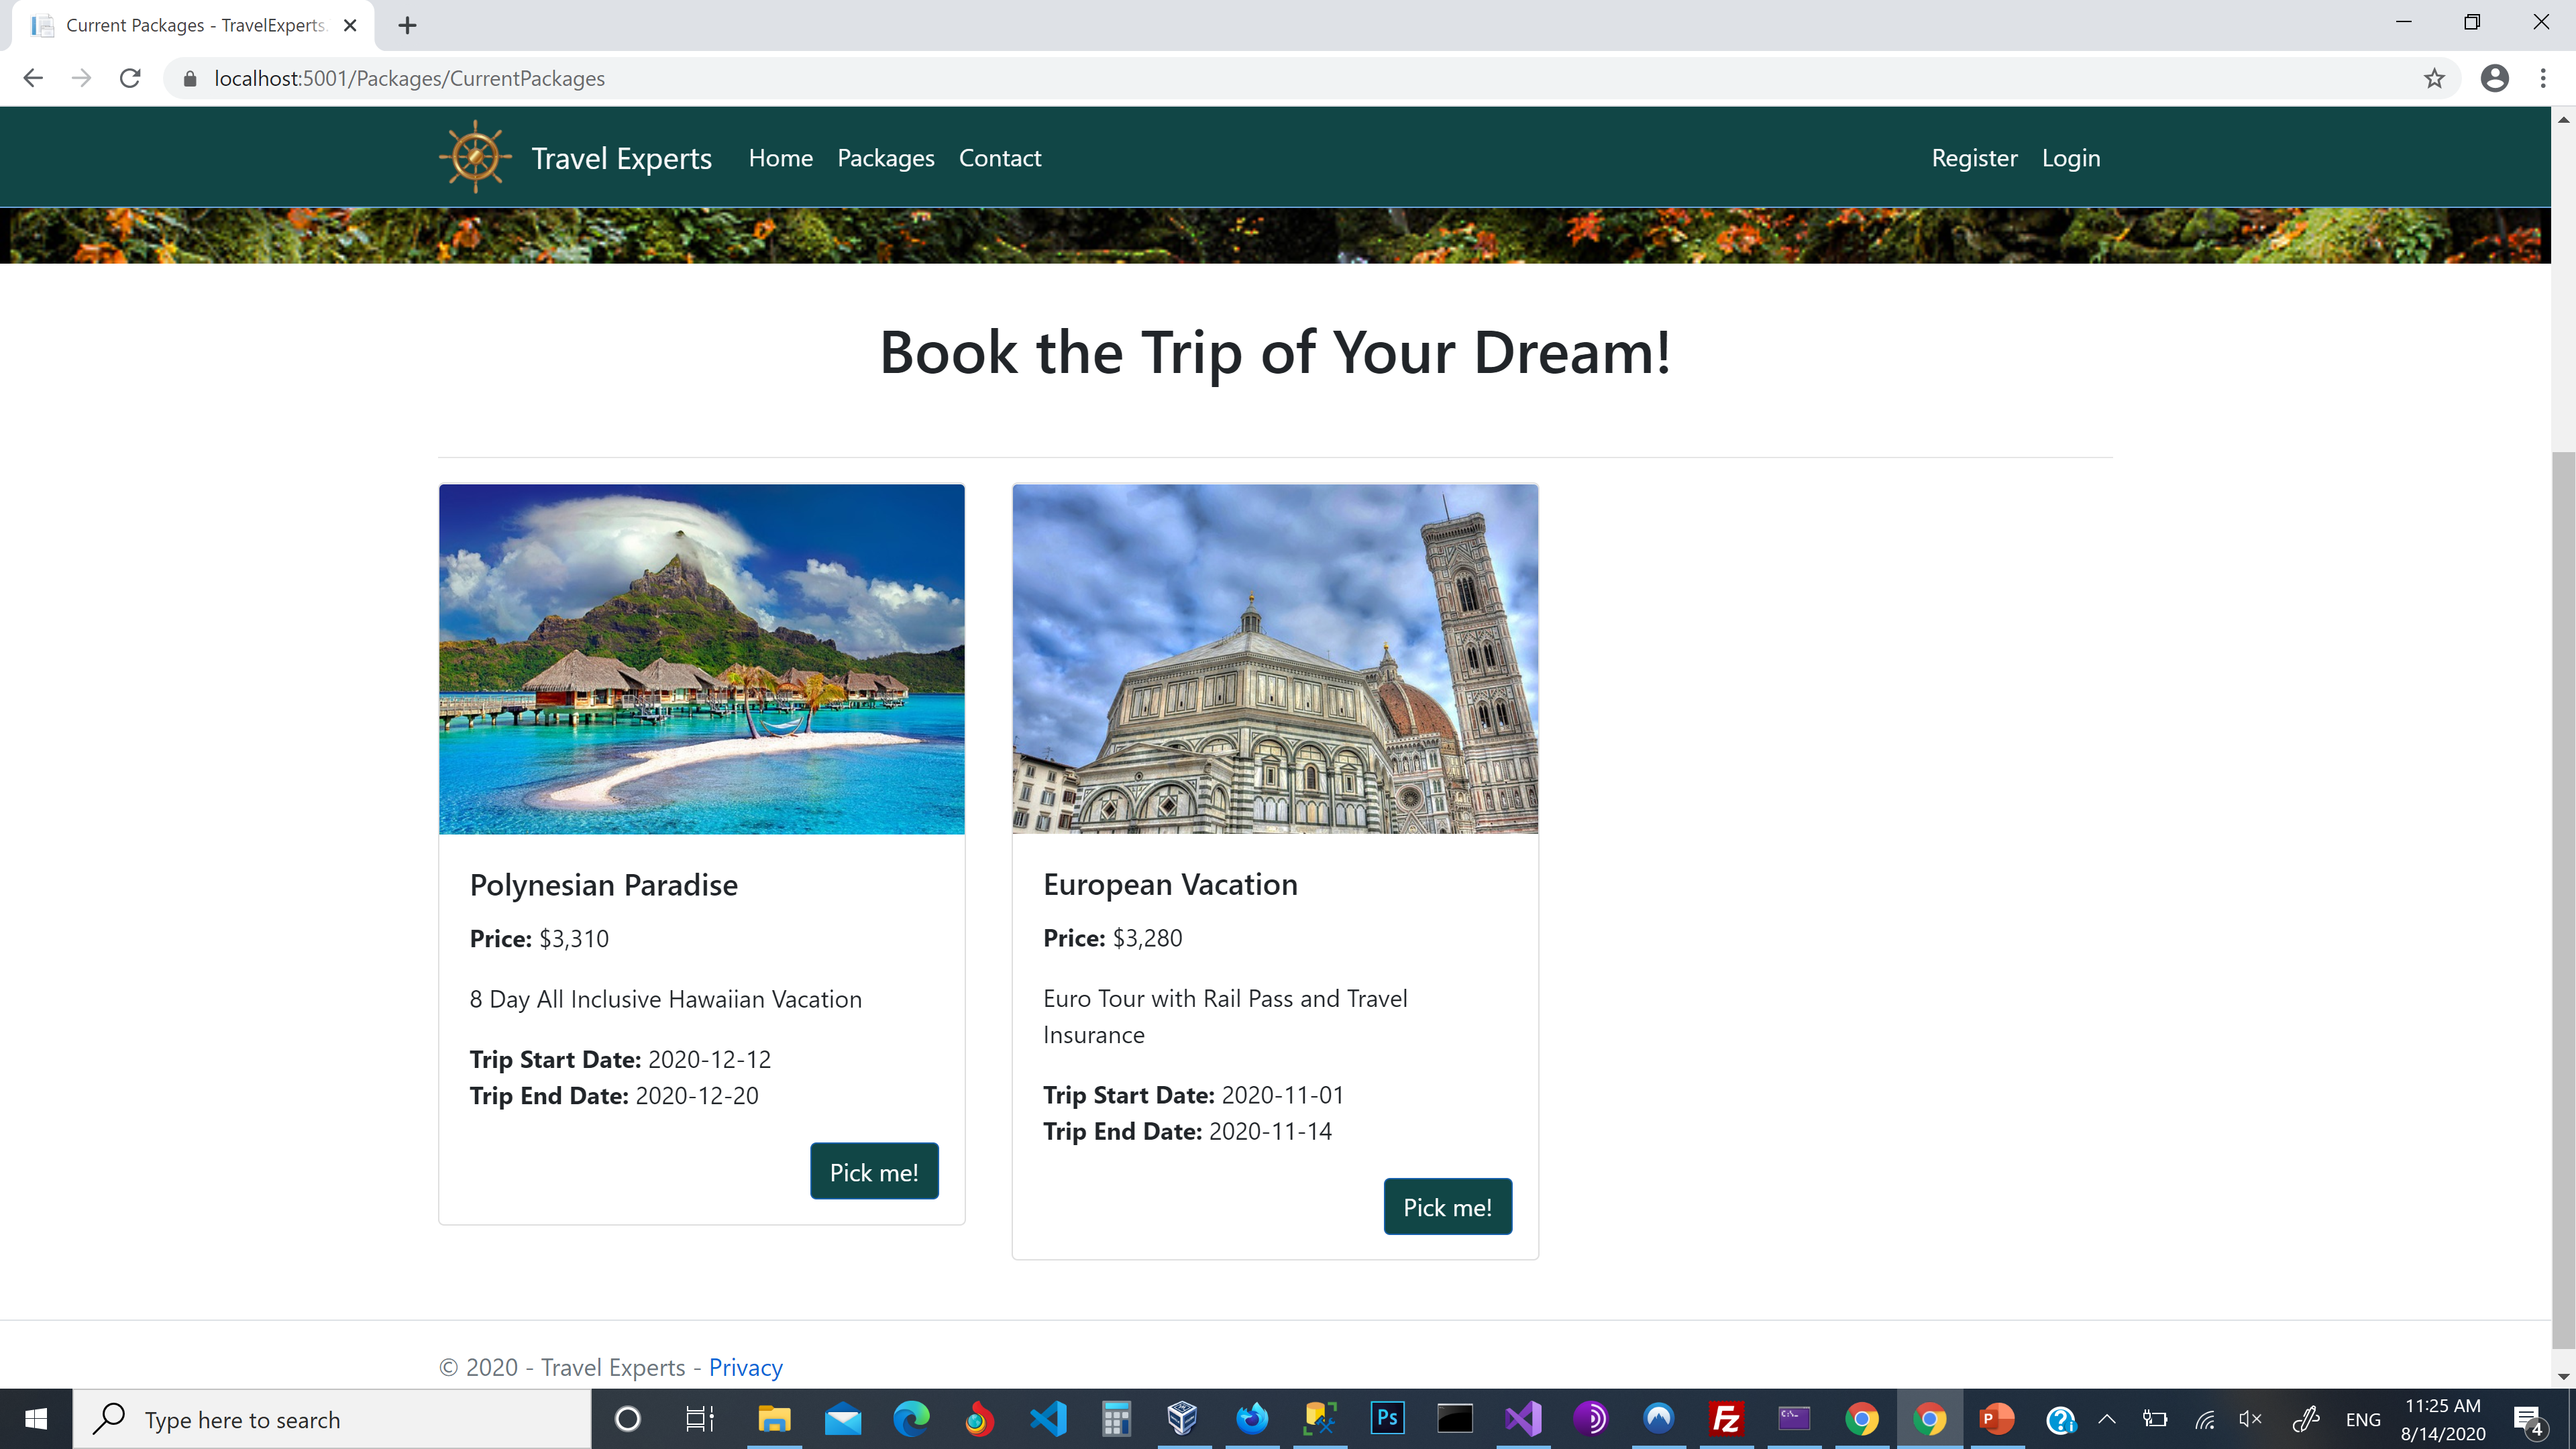 Current Packages - TravelExperts.
localhost:5001/Packages/CurrentPackages
Travel Experts Home Packages Contact Register Login
Book the Trip of Your Dream!
Polynesian Paradise
Price: $3,310
8 Day All Inclusive Hawaiian Vacation
Trip Start Date: 2020-12-12
Trip End Date: 2020-12-20
Pick me!
European Vacation
Price: $3,280
Euro Tour with Rail Pass and Travel
Insurance
Trip Start Date: 2020-11-01
Trip End Date: 2020-11-14
Pick me!
© 2020 - Travel Experts - Privacy
Type here to search
Ps
Fz
C:\_
P
ENG
11:25 AM
8/14/2020
4